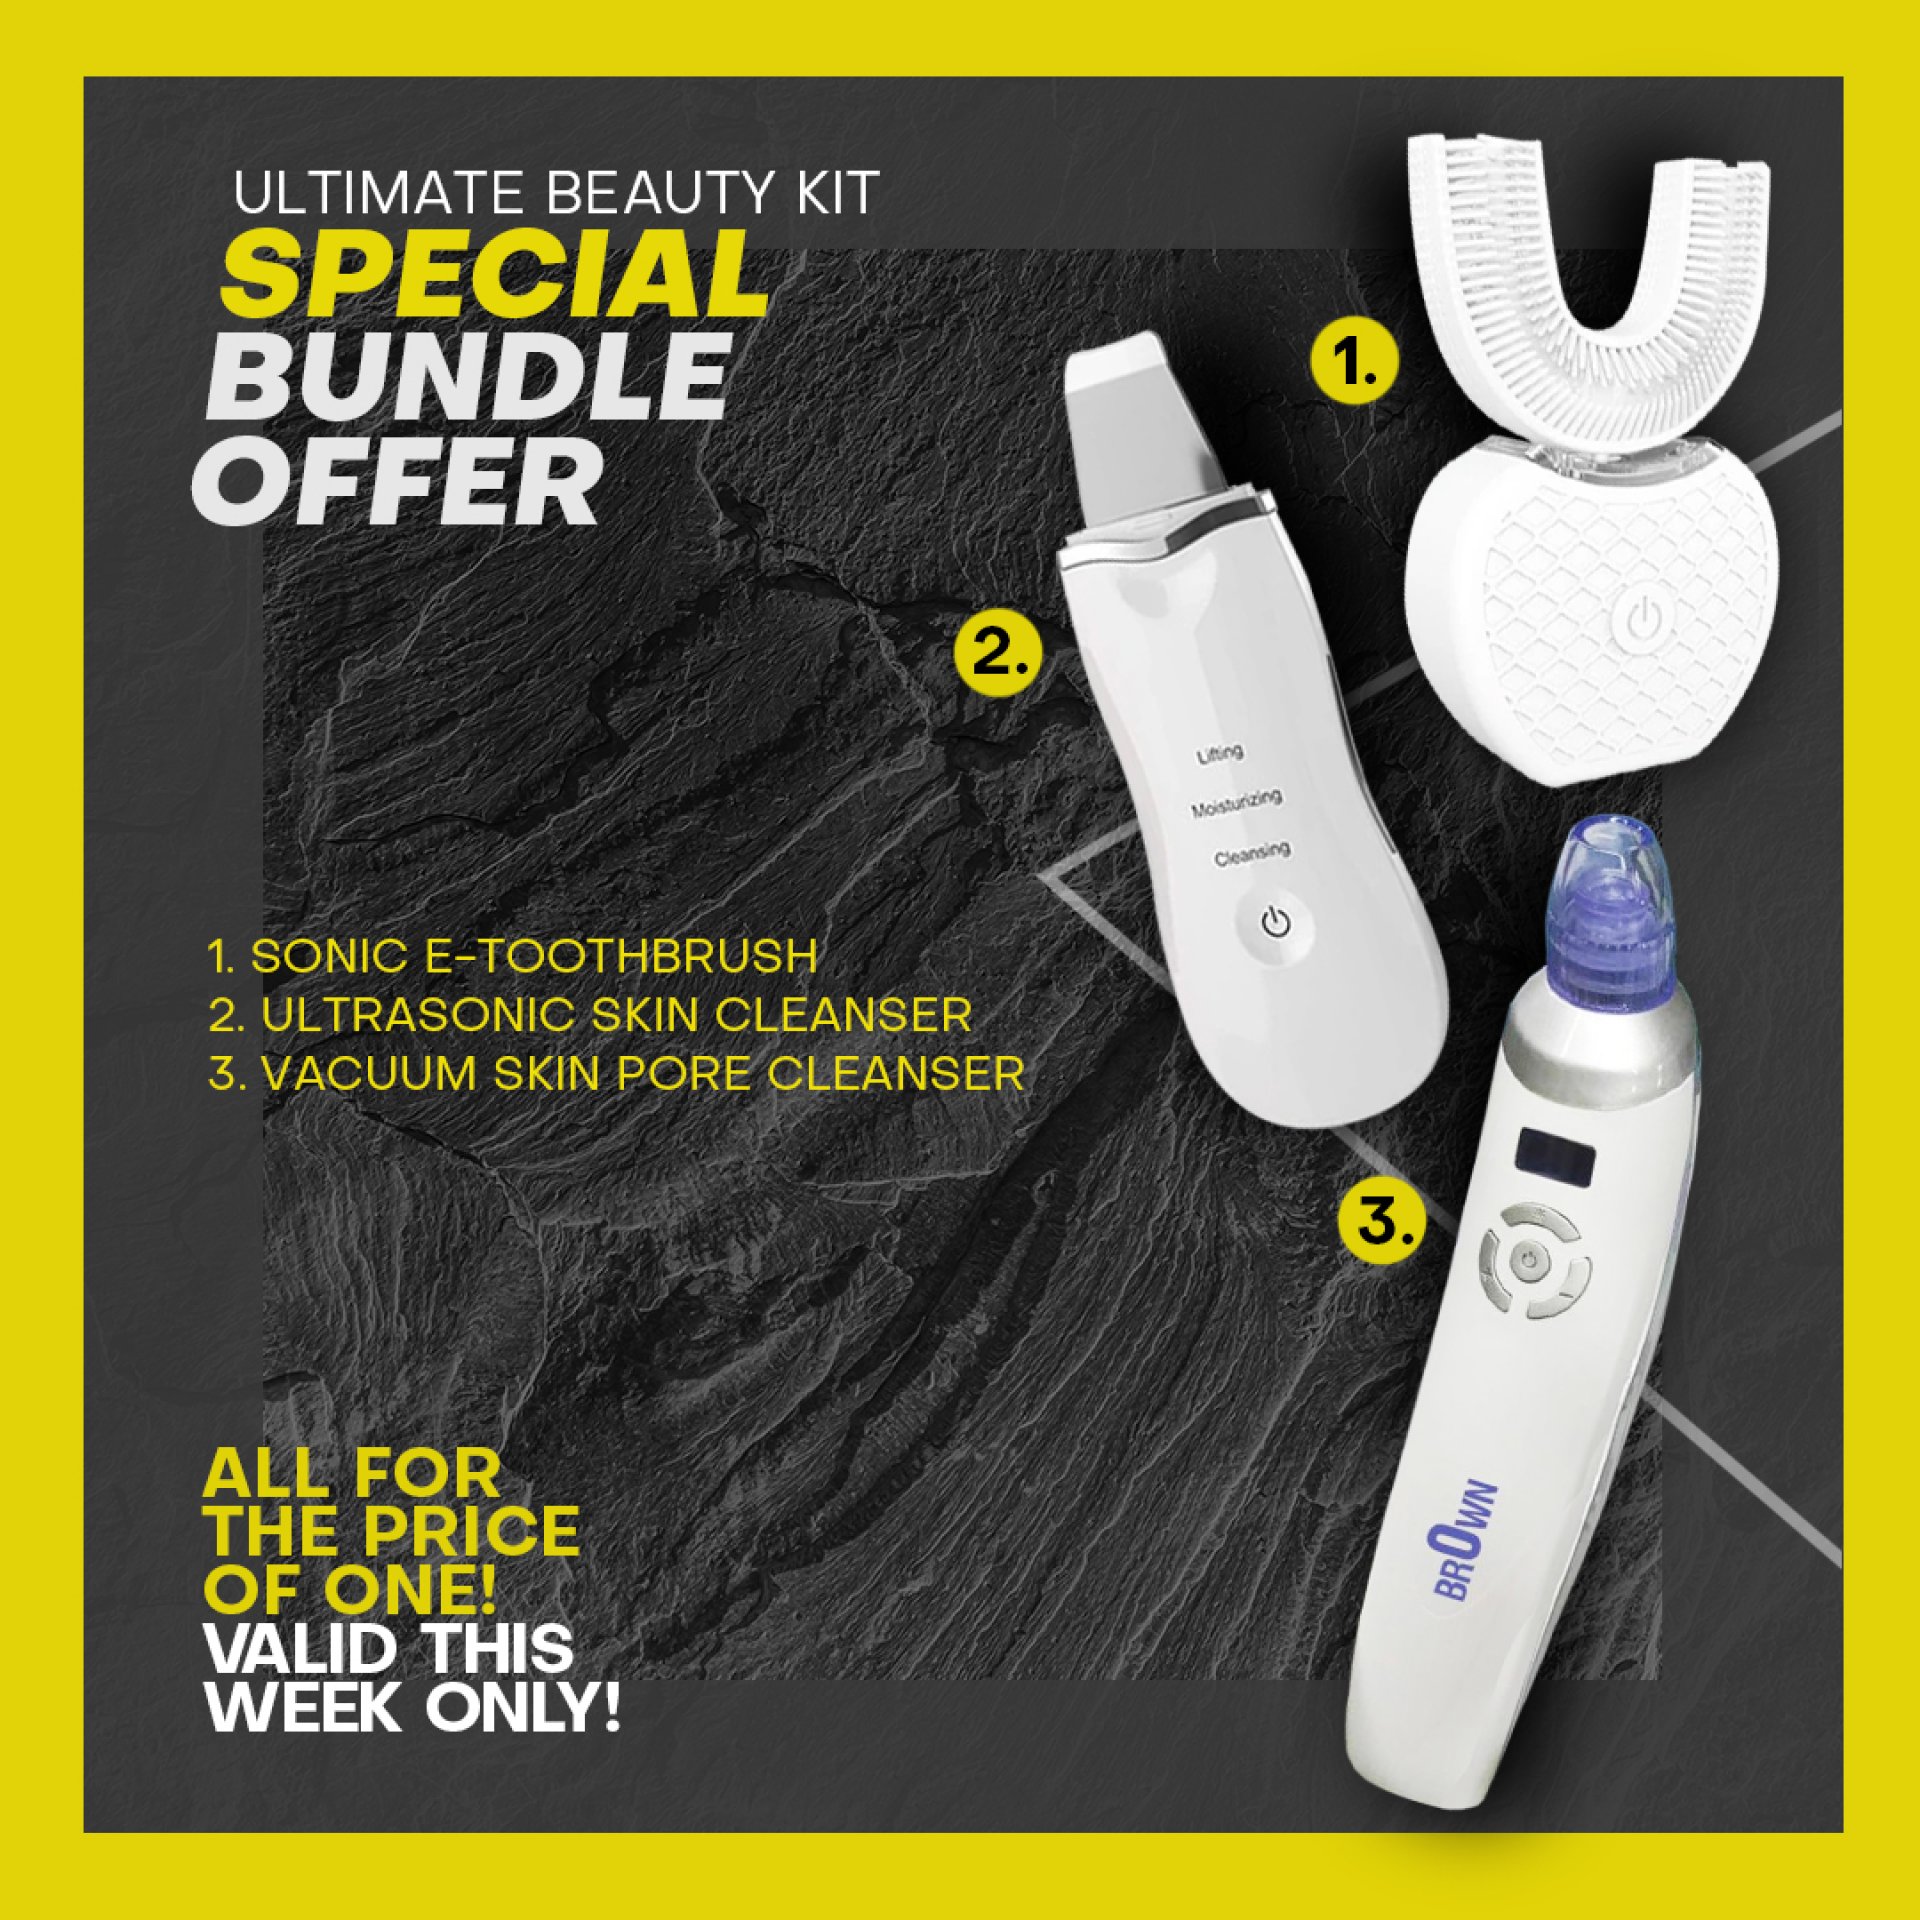 ULTIMATE BEAUTY KIT
SPECIAL
BUNDLE
OFFER
1.
2.
Lifting
Moisturizing
Cleansing
1. SONIC E-TOOTHBRUSH
2. ULTRASONIC SKIN CLEANSER
3. VACUUM SKIN PORE CLEANSER
3.
BROWN
ALL FOR
THE PRICE
OF ONE!
VALID THIS
WEEK ONLY!